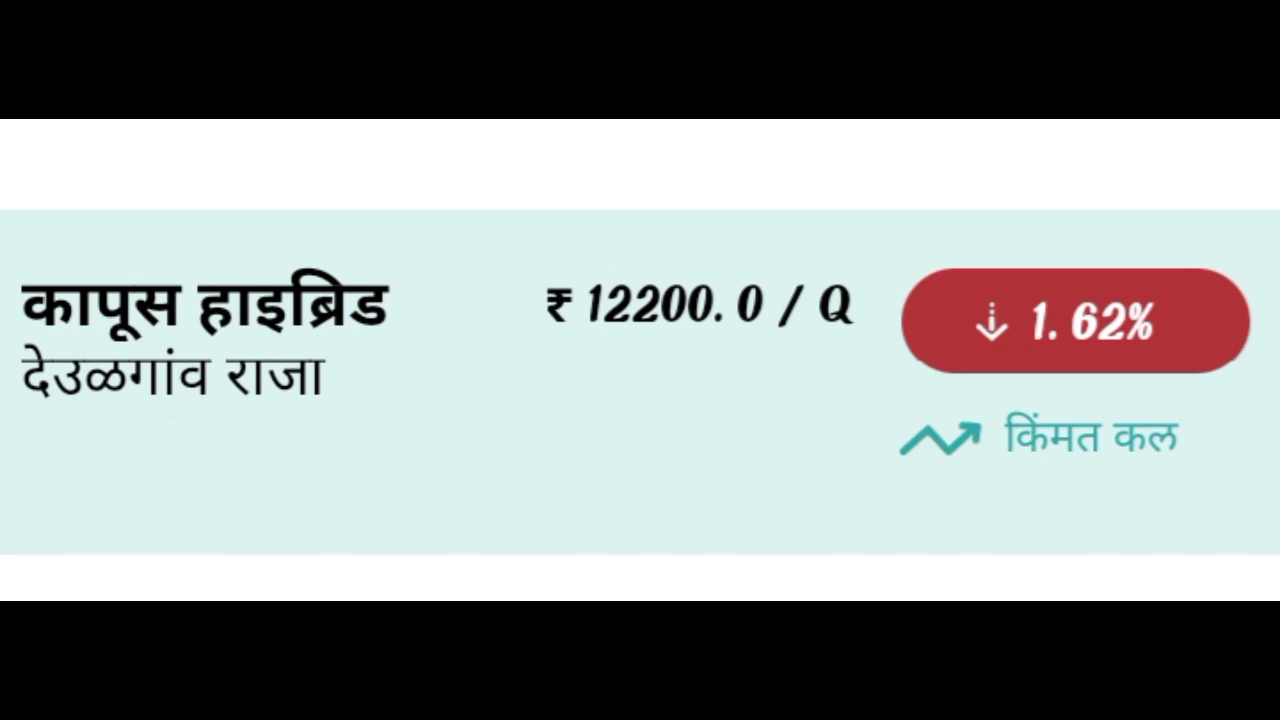 कापूस हाइब्रिड
₹ 12200. 0 / Q
↓ 1. 62%
देउळगांव राजा
किंमत कल